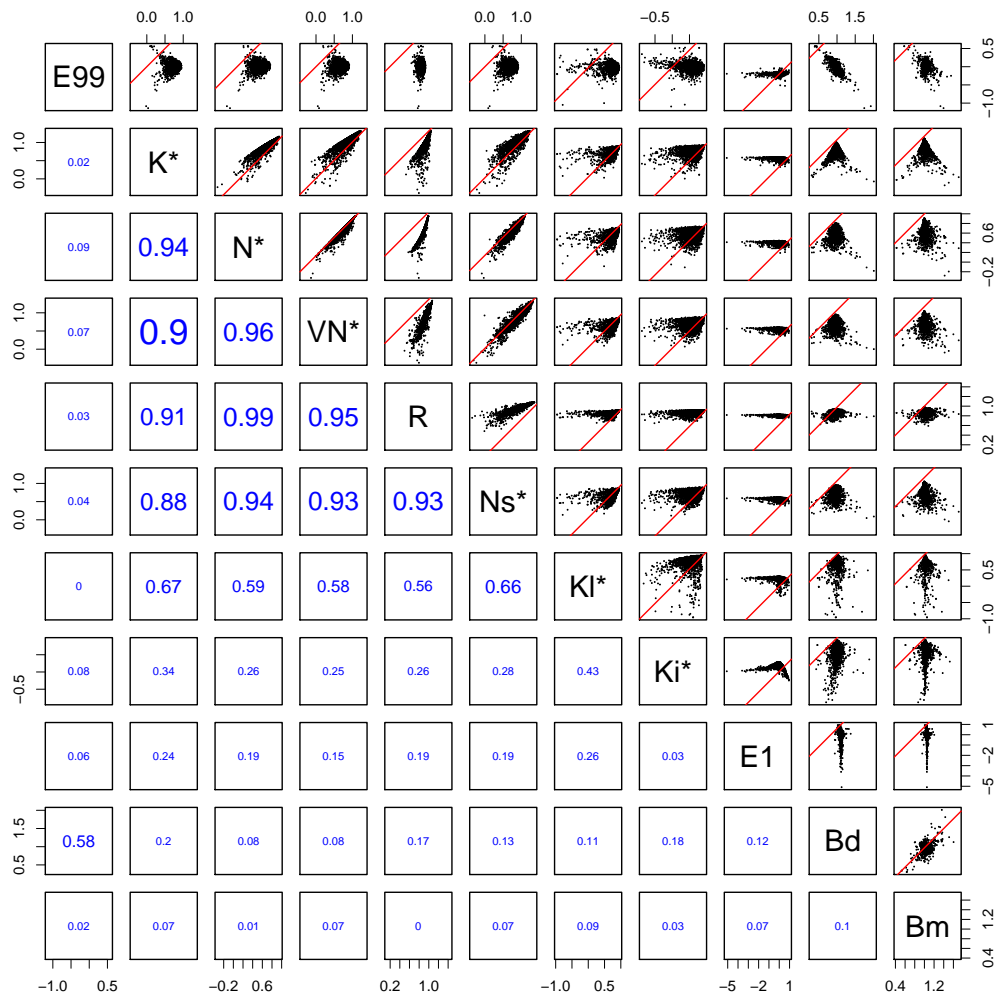 0.0 1.0 0.0 1.0 0.0 1.0 −0.5 0.5 1.5
E99 −1.0 0.5
0.0 1.0 0.02 K*
0.09 0.94 N* −0.2 0.6
0.0 1.0 0.07 0.9 0.96 VN*
0.03 0.91 0.99 0.95 R 0.2 1.0
0.0 1.0 0.04 0.88 0.94 0.93 0.93 Ns*
0 0.67 0.59 0.58 0.56 0.66 Kl* −1.0 0.5
−0.5 0.08 0.34 0.26 0.25 0.26 0.28 0.43 Ki*
0.06 0.24 0.19 0.15 0.19 0.19 0.26 0.03 E1 −5 −2 1
0.5 1.5 0.58 0.2 0.08 0.08 0.17 0.13 0.11 0.18 0.12 Bd
0.02 0.07 0.01 0.07 0 0.07 0.09 0.03 0.07 0.1 Bm 0.4 1.2
−1.0 0.5 −0.2 0.6 0.2 1.0 −1.0 0.5 −5 −2 1 0.4 1.2